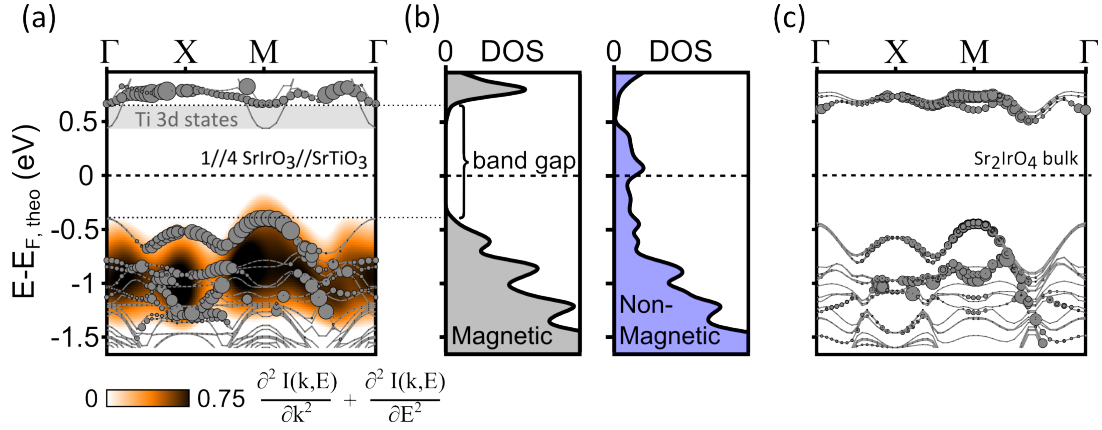 (a)
(b)
(c)
Γ X M Γ
0 DOS
0 DOS
Γ X M Γ
E-E_F, theo (eV)
0.5
0
-0.5
-1
-1.5
Ti 3d states
1//4 SrIrO₃//SrTiO₃
band gap
Magnetic
Non-
Magnetic
Sr₂IrO₄ bulk
0 0.75 ∂² I(k,E)/∂k² + ∂² I(k,E)/∂E²